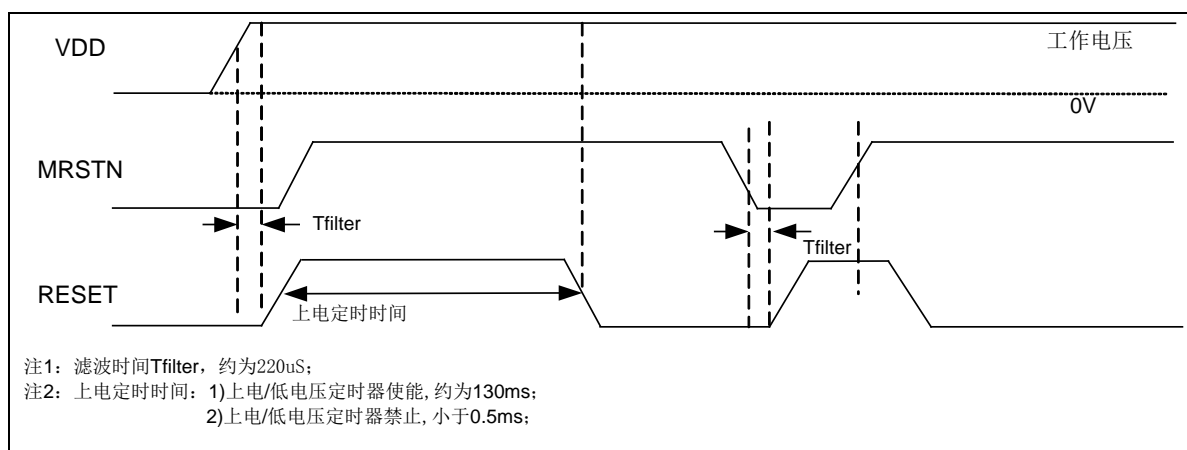 VDD
工作电压
0V
MRSTN
Tfilter
Tfilter
RESET
上电定时时间
注1：滤波时间Tfilter，约为220uS；
注2：上电定时时间：1)上电/低电压定时器使能,约为130ms；
2)上电/低电压定时器禁止,小于0.5ms；